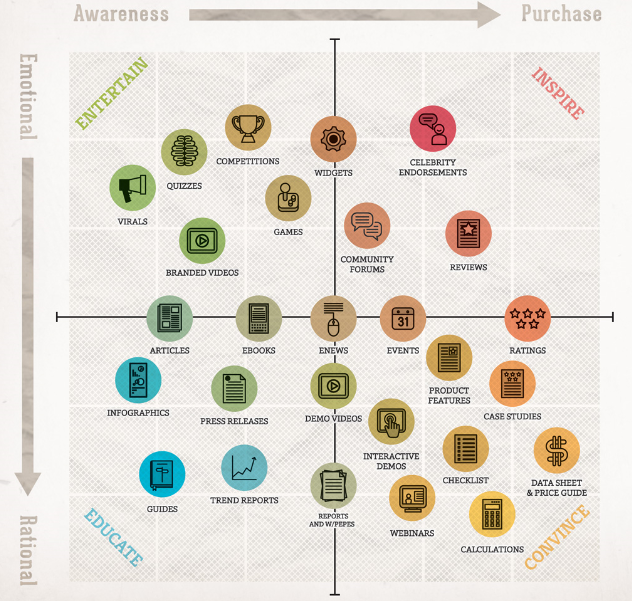 Awareness
Purchase
Emotional
ENTERTAIN
INSPIRE
COMPETITIONS
QUIZZES
WIDGETS
CELEBRITY
ENDORSEMENTS
VIRALS
GAMES
BRANDED VIDEOS
COMMUNITY
FORUMS
REVIEWS
31
ARTICLES
EBOOKS
ENEWS
EVENTS
RATINGS
INFOGRAPHICS
PRESS RELEASES
DEMO VIDEOS
PRODUCT
FEATURES
CASE STUDIES
INTERACTIVE
DEMOS
CHECKLIST
DATA SHEET
& PRICE GUIDE
GUIDES
TREND REPORTS
REPORTS
AND W/PEPES
WEBINARS
CALCULATIONS
EDUCATE
CONVINCE
Rational